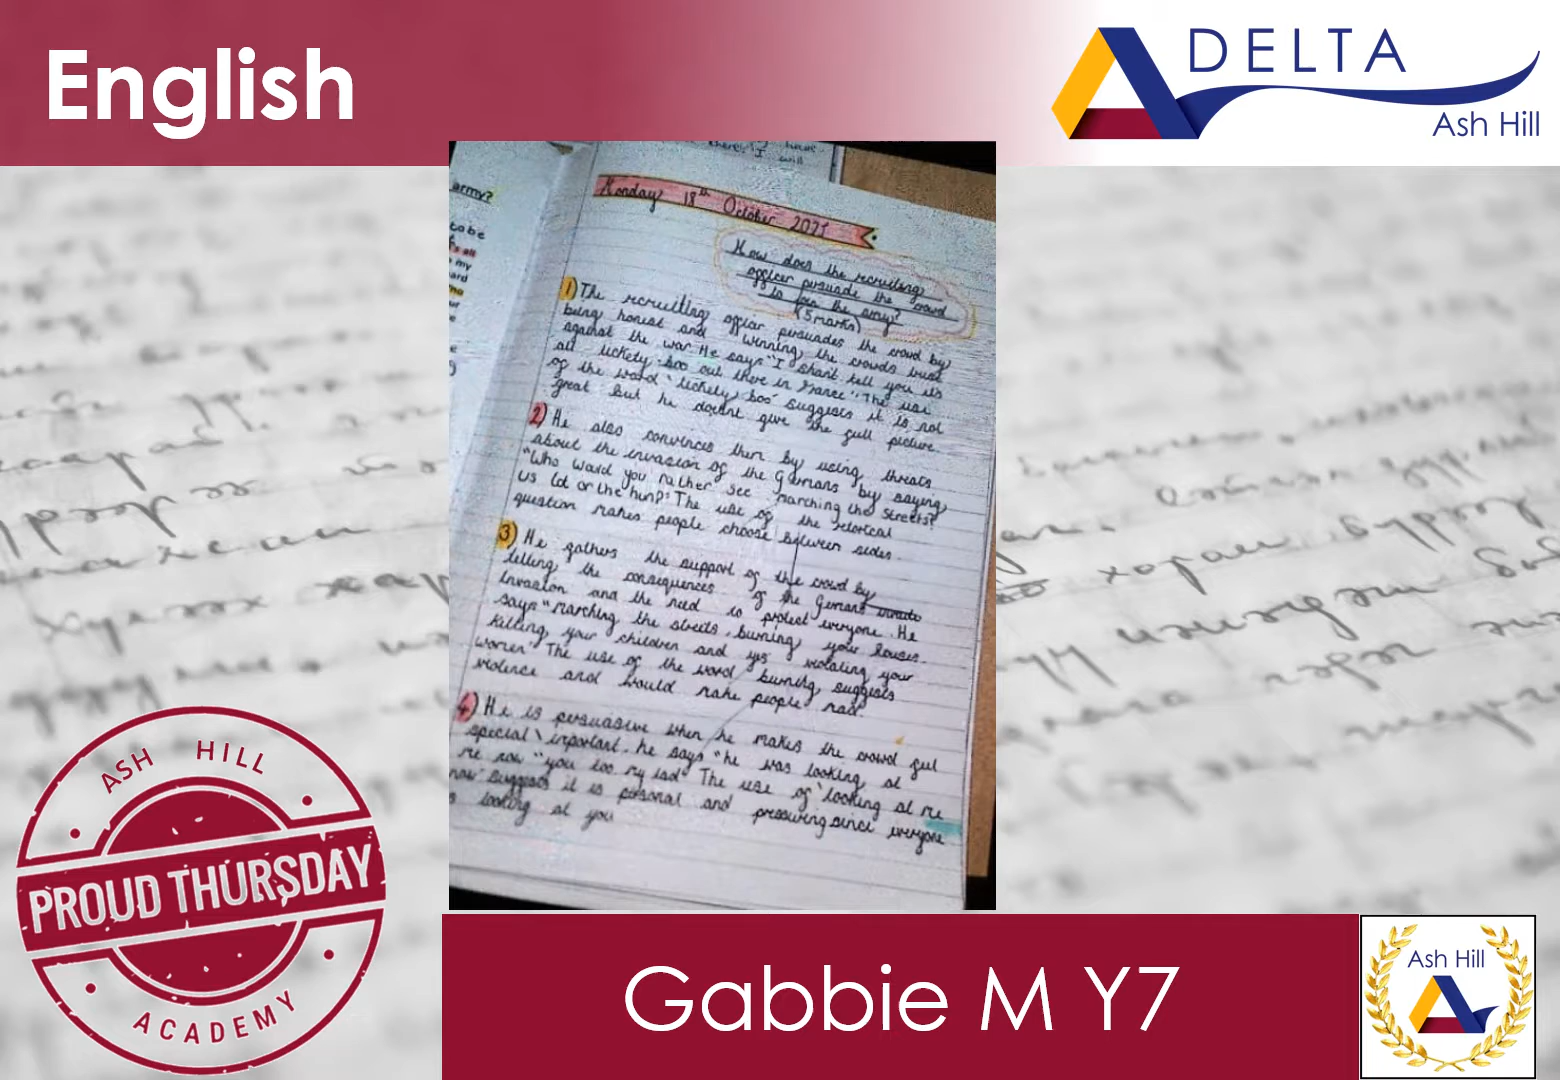 English
DELTA
Ash Hill
there, I will
army?
to be
my
Monday 18th October 2021
How does the recruiting
officer persuade the crowd
to join the army?
(5 marks)
1) The recruiting officer persuades the crowd by
being honest and winning the crowds trust
against the war. He says "I shan't tell you its
all tickety-boo out there in France". The use
of the word 'tickety boo' suggests it is not
great but he doesnt give the full picture.
2) He also convinces them by using threats
about the invasion of the Germans by saying
"Who would you rather see marching the streets?
us lot or the hun?" The use of the retorical
question makes people choose between sides.
3) He gathers the support of the crowd by
telling the consequences of the Germans
invasion and the need to protect everyone. He
says "marching the streets, burning your houses.
killing your children and yes violating your
women" The use of the word 'burning' suggests
violence and would make people mad.
4) He is persuasive when he makes the crowd feel
special \ important. he says "he was looking at
me now "you too my lad" The use of 'looking at me
now' suggests it is personal and pressuring since everyone
is looking at you
ASH HILL
PROUD THURSDAY
ACADEMY
Gabbie M Y7
Ash Hill